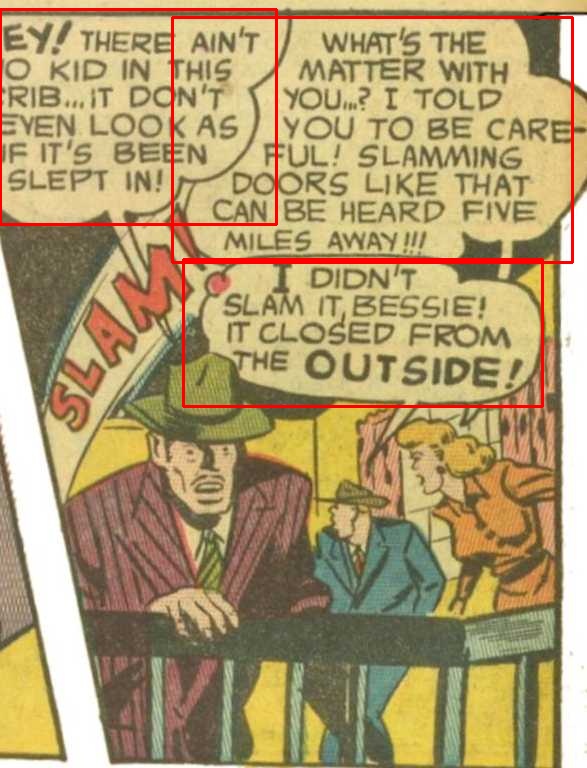 EY! THERE AIN'T
O KID IN THIS
CRIB...IT DON'T
EVEN LOOK AS
IF IT'S BEEN
SLEPT IN!
WHAT'S THE
MATTER WITH
YOU...? I TOLD
YOU TO BE CARE
FUL! SLAMMING
DOORS LIKE THAT
CAN BE HEARD FIVE
MILES AWAY!!!
SLAM!
I DIDN'T
SLAM IT, BESSIE!
IT CLOSED FROM
THE OUTSIDE!